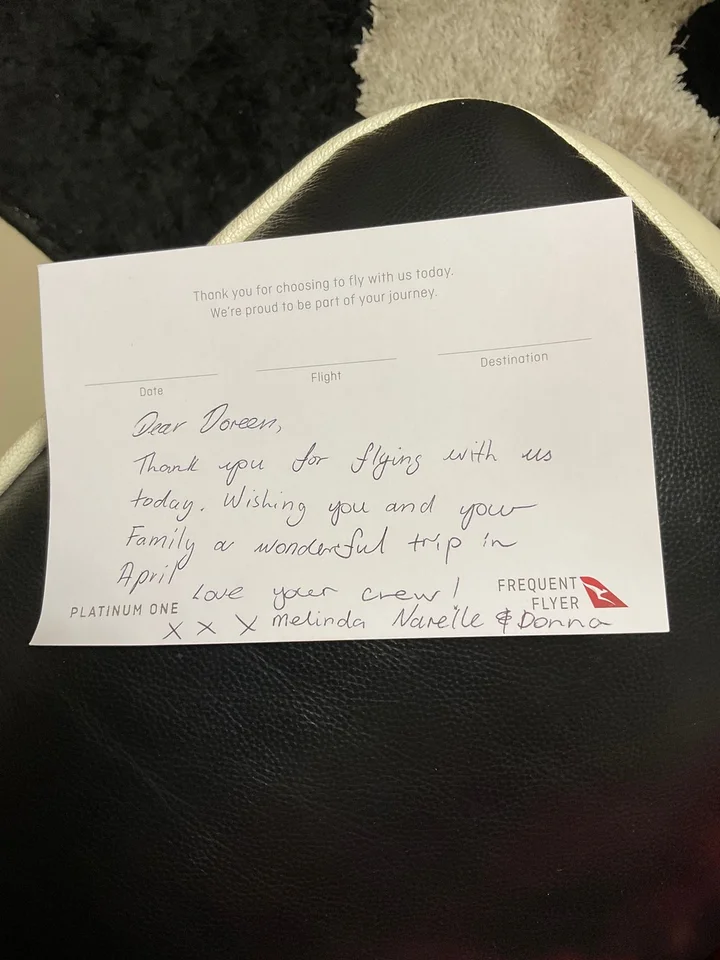 Thank you for choosing to fly with us today.
We're proud to be part of your journey.
Date Flight Destination
Dear Doreen,
Thank you for flying with us
today. Wishing you and your
Family a wonderful trip in
April
Love your crew!
PLATINUM ONE
FREQUENT
FLYER
X X X Melinda Narelle & Donna